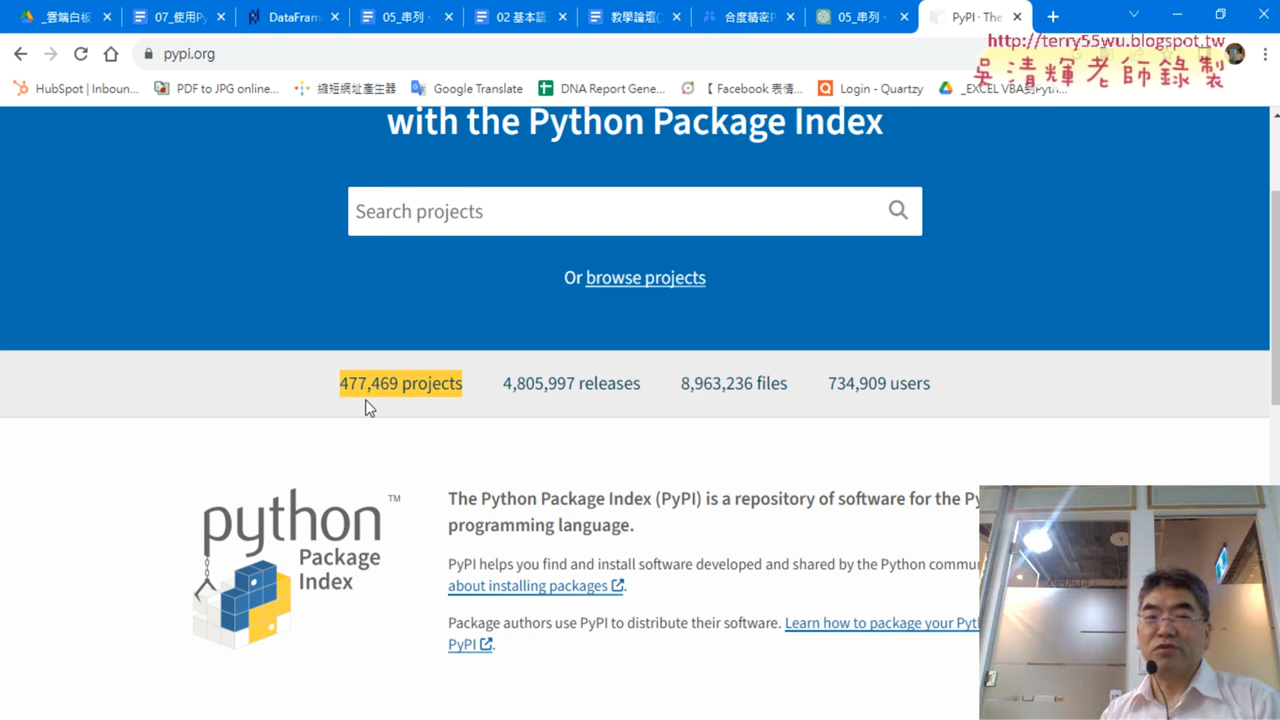 _雲端白板
07_使用Py
DataFram
05_串列
02 基本語
教學論壇(
合度精密P
05_串列
PyPI · The
http://terry55wu.blogspot.tw
pypi.org
吳清輝老師錄製
HubSpot | Inboun...
PDF to JPG online...
縮短網址產生器
Google Translate
DNA Report Gene...
【 Facebook 表情...
Login - Quartzy
_EXCEL VBA到Pyth...
with the Python Package Index
Search projects
Or browse projects
477,469 projects
4,805,997 releases
8,963,236 files
734,909 users
python
Package
Index
TM
The Python Package Index (PyPI) is a repository of software for the Py
programming language.
PyPI helps you find and install software developed and shared by the Python commu
about installing packages
.
Package authors use PyPI to distribute their software. Learn how to package your Pyt
PyPI
.